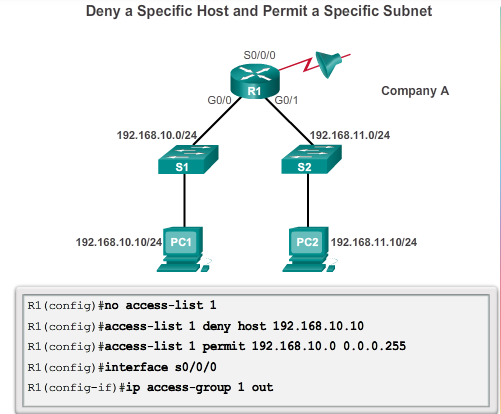 Deny a Specific Host and Permit a Specific Subnet
S0/0/0
R1
Company A
G0/0
G0/1
192.168.10.0/24
192.168.11.0/24
S1
S2
192.168.10.10/24
PC1
PC2
192.168.11.10/24
R1(config)#no access-list 1
R1(config)#access-list 1 deny host 192.168.10.10
R1(config)#access-list 1 permit 192.168.10.0 0.0.0.255
R1(config)#interface s0/0/0
R1(config-if)#ip access-group 1 out